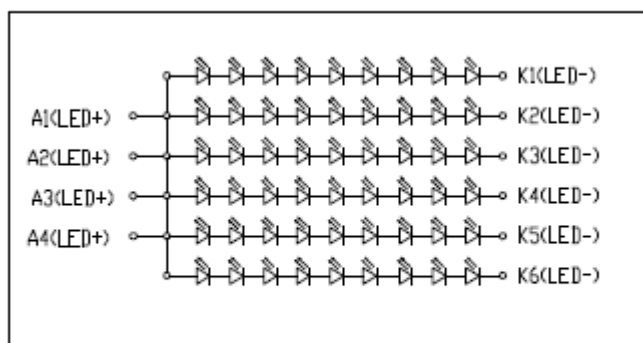 K1(LED-)
A1(LED+) K2(LED-)
A2(LED+) K3(LED-)
A3(LED+) K4(LED-)
A4(LED+) K5(LED-)
K6(LED-)